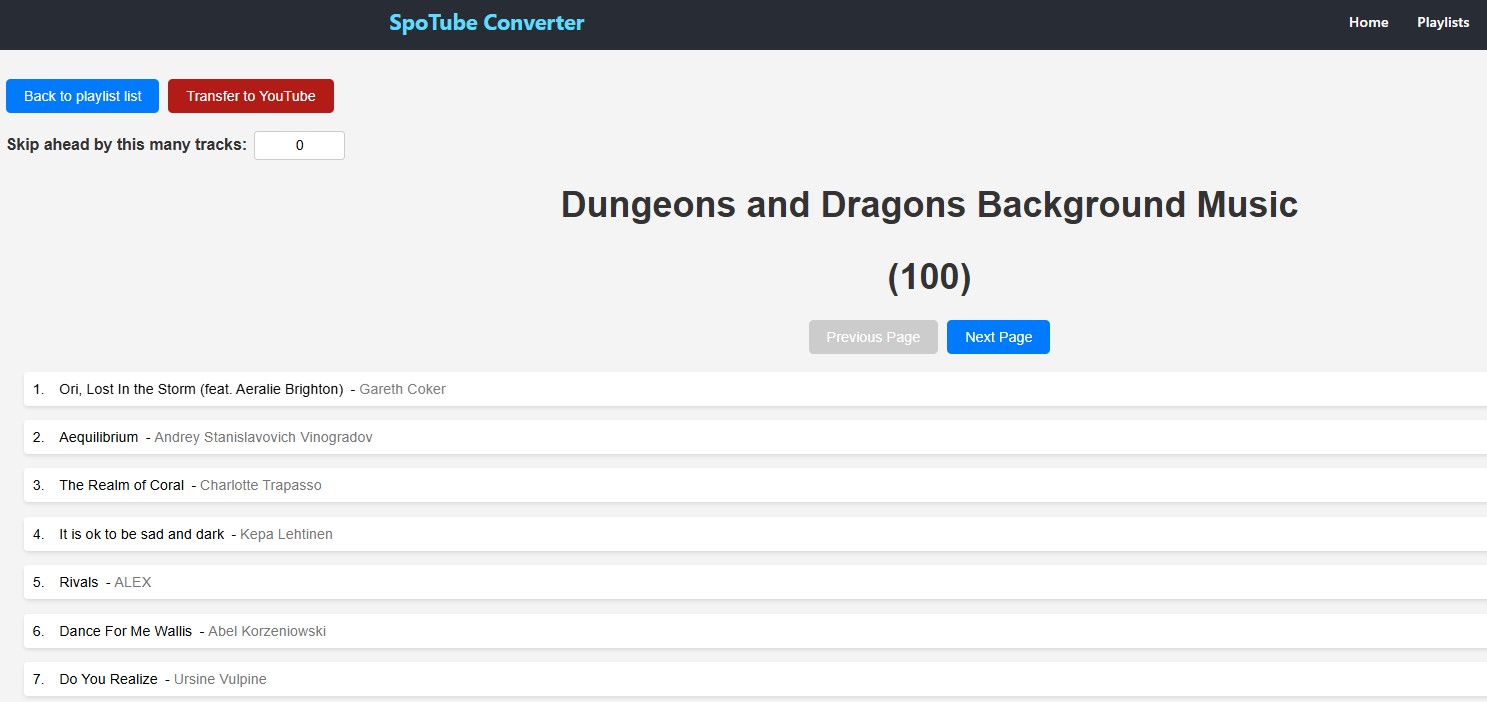 SpoTube Converter Home Playlists
Back to playlist list Transfer to YouTube
Skip ahead by this many tracks: 0
Dungeons and Dragons Background Music
(100)
Previous Page Next Page
1. Ori, Lost In the Storm (feat. Aeralie Brighton) - Gareth Coker
2. Aequilibrium - Andrey Stanislavovich Vinogradov
3. The Realm of Coral - Charlotte Trapasso
4. It is ok to be sad and dark - Kepa Lehtinen
5. Rivals - ALEX
6. Dance For Me Wallis - Abel Korzeniowski
7. Do You Realize - Ursine Vulpine